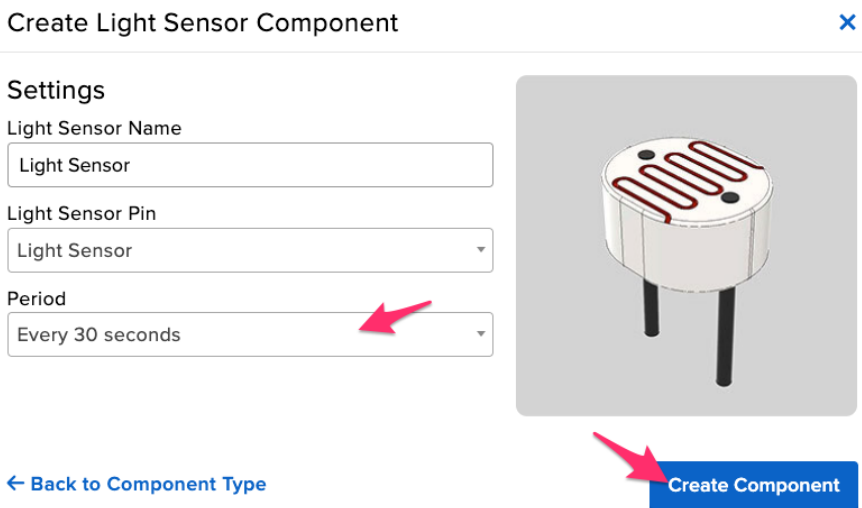 Create Light Sensor Component
Settings
Light Sensor Name
Light Sensor
Light Sensor Pin
Light Sensor
Period
Every 30 seconds
Back to Component Type
Create Component